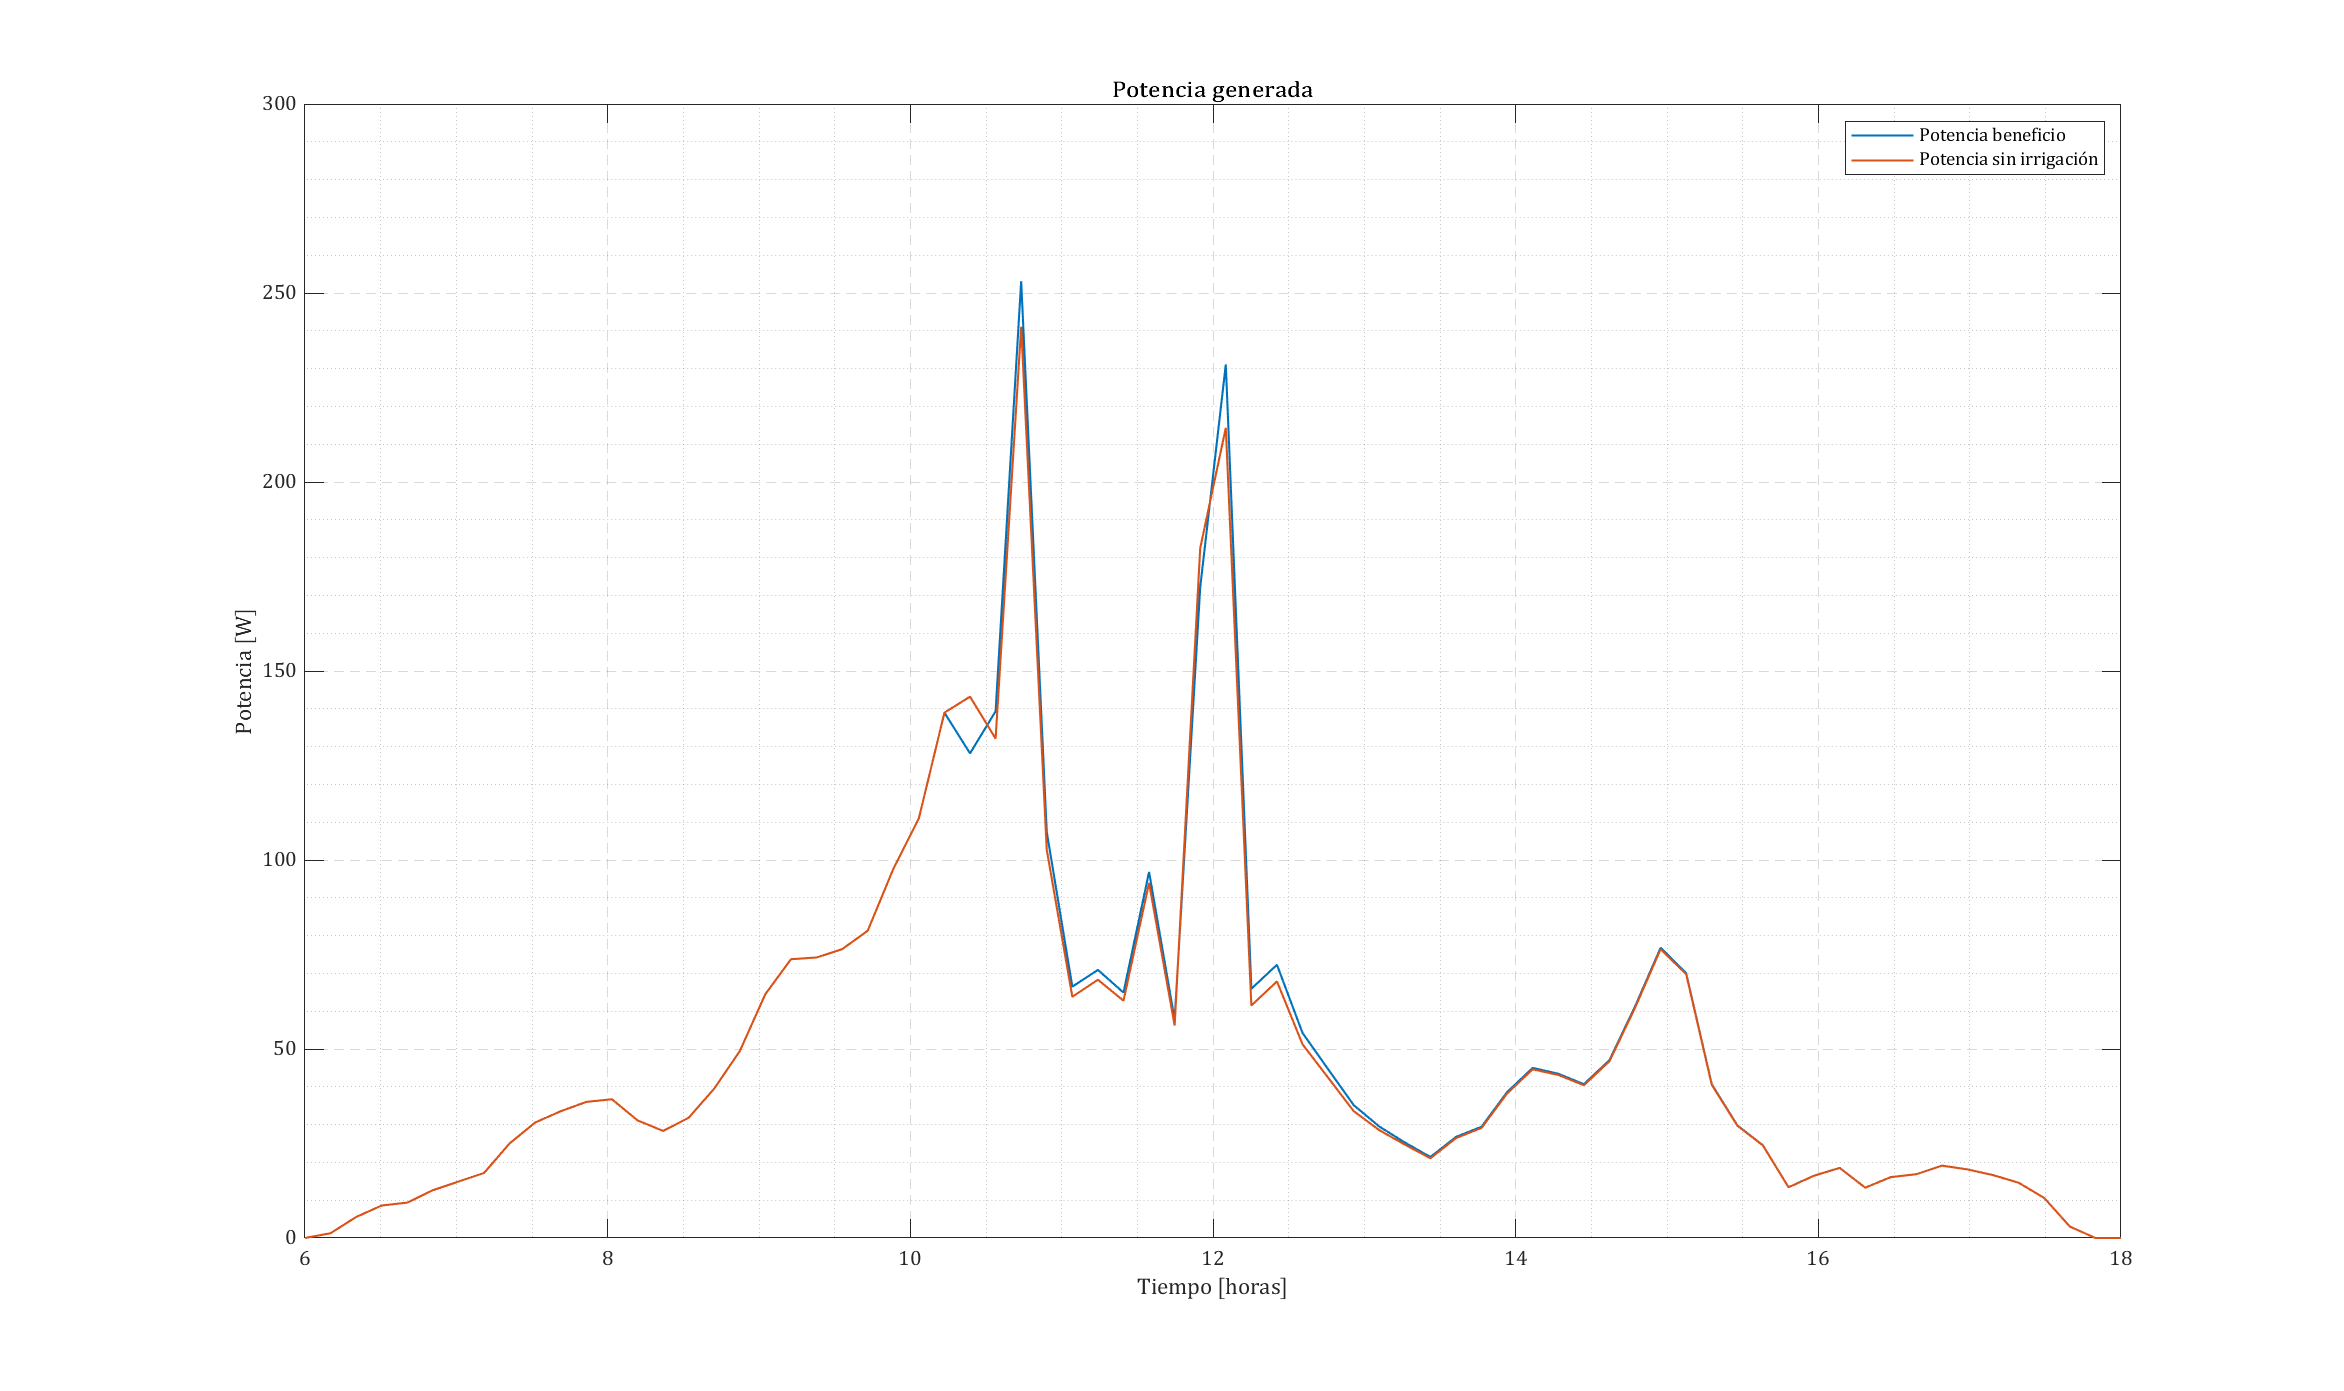 Potencia generada
300
250
200
150
100
50
0
Potencia [W]
Potencia beneficio
Potencia sin irrigación
6 8 10 12 14 16 18
Tiempo [horas]